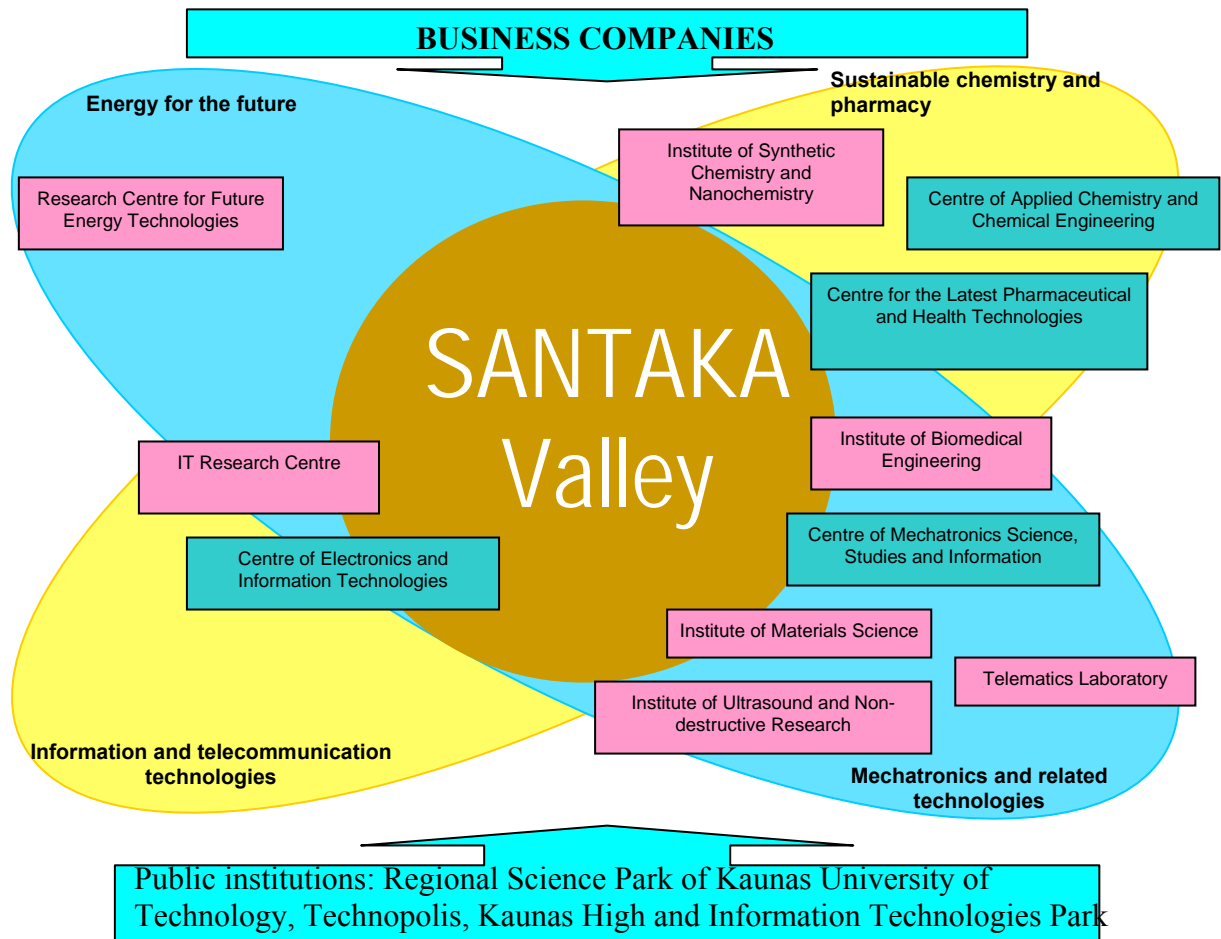 BUSINESS COMPANIES
Energy for the future
Sustainable chemistry and
pharmacy
Institute of Synthetic
Chemistry and
Nanochemistry
Research Centre for Future
Energy Technologies
Centre of Applied Chemistry and
Chemical Engineering
Centre for the Latest Pharmaceutical
and Health Technologies
SANTAKA
Valley
Institute of Biomedical
Engineering
IT Research Centre
Centre of Mechatronics Science,
Studies and Information
Centre of Electronics and
Information Technologies
Institute of Materials Science
Telematics Laboratory
Institute of Ultrasound and Non-
destructive Research
Information and telecommunication
technologies
Mechatronics and related
technologies
Public institutions: Regional Science Park of Kaunas University of
Technology, Technopolis, Kaunas High and Information Technologies Park